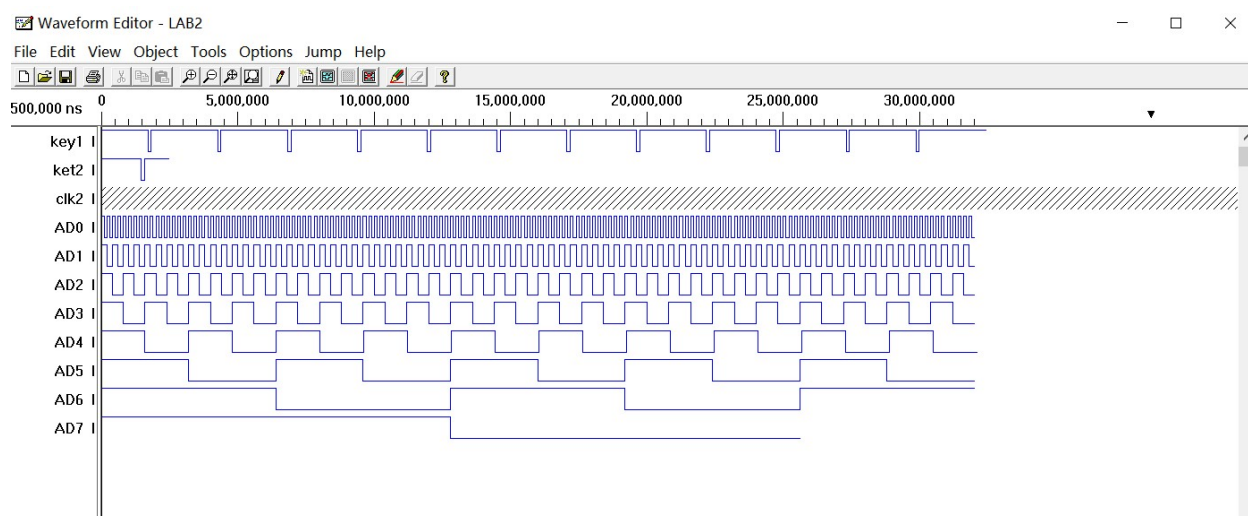 Waveform Editor - LAB2
File Edit View Object Tools Options Jump Help
500,000 ns 0 5,000,000 10,000,000 15,000,000 20,000,000 25,000,000 30,000,000
key1 I
ket2 I
clk2 I
AD0 I
AD1 I
AD2 I
AD3 I
AD4 I
AD5 I
AD6 I
AD7 I